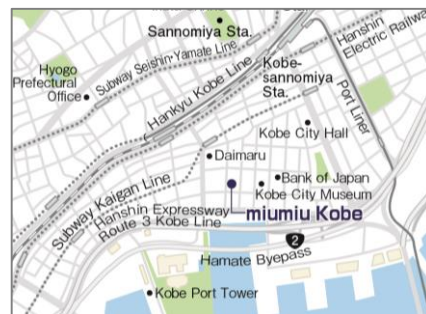 Sannomiya Sta.
Hanshin
Electric Railway
Subway Seishin·Yamate Line
Hyogo
Prefectural
Office
Hankyu Kobe Line
Kobe-
sannomiya
Sta.
Port Liner
Kobe City Hall
Daimaru
Subway Kaigan Line
Bank of Japan
Kobe City Museum
miumiu Kobe
Hanshin Expressway
Route 3 Kobe Line
2
Hamate Byepass
Kobe Port Tower